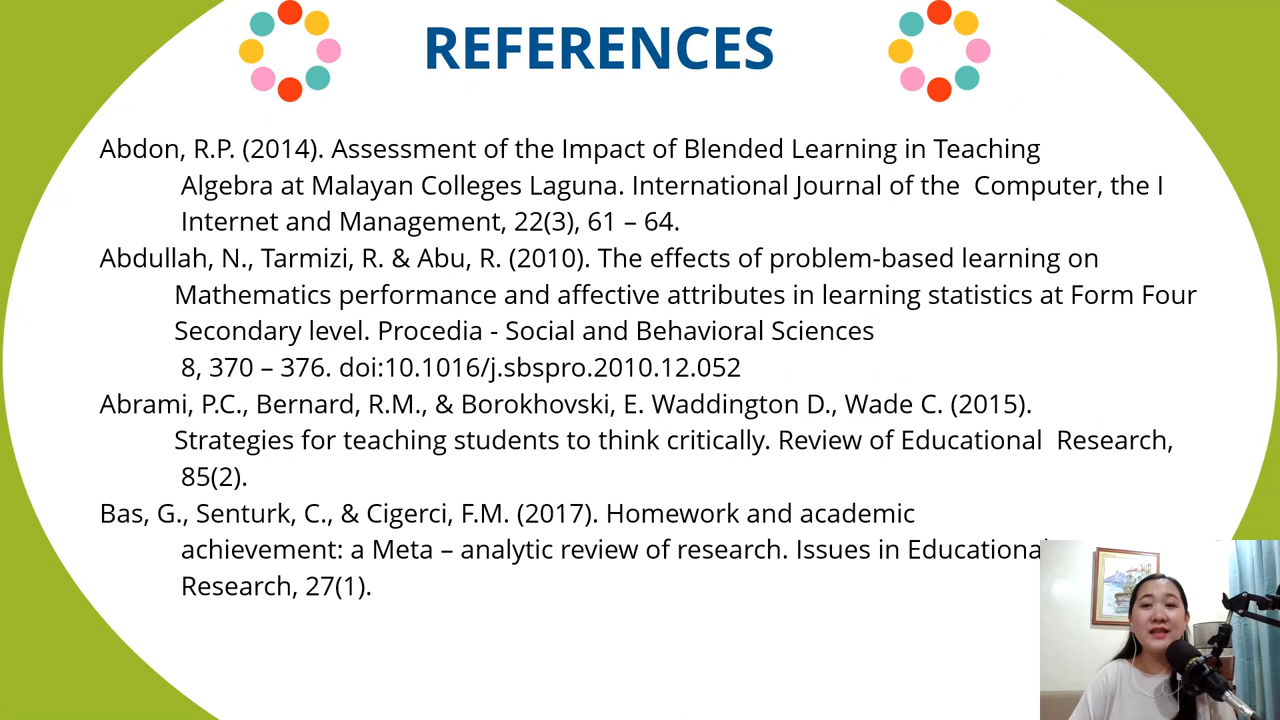 REFERENCES
Abdon, R.P. (2014). Assessment of the Impact of Blended Learning in Teaching
Algebra at Malayan Colleges Laguna. International Journal of the  Computer, the I
Internet and Management, 22(3), 61 – 64.
Abdullah, N., Tarmizi, R. & Abu, R. (2010). The effects of problem-based learning on
Mathematics performance and affective attributes in learning statistics at Form Four
Secondary level. Procedia - Social and Behavioral Sciences
8, 370 – 376. doi:10.1016/j.sbspro.2010.12.052
Abrami, P.C., Bernard, R.M., & Borokhovski, E. Waddington D., Wade C. (2015).
Strategies for teaching students to think critically. Review of Educational  Research,
85(2).
Bas, G., Senturk, C., & Cigerci, F.M. (2017). Homework and academic
achievement: a Meta – analytic review of research. Issues in Educational
Research, 27(1).